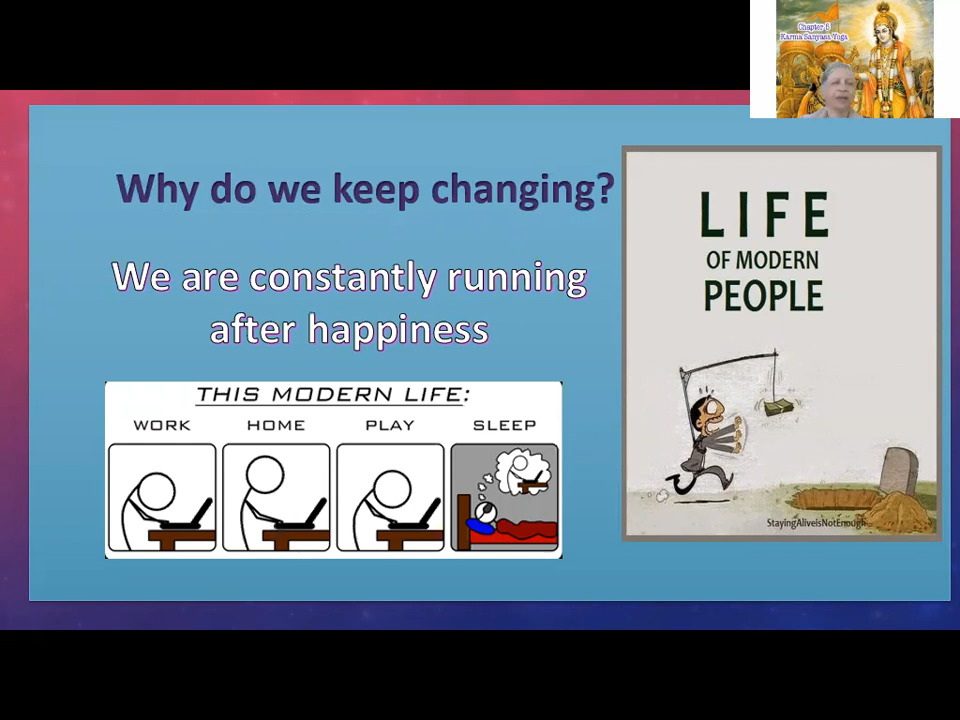 Chapter 5
Karma Sanyasa Yoga
Why do we keep changing?
We are constantly running
after happiness
THIS MODERN LIFE:
WORK HOME PLAY SLEEP
LIFE
OF MODERN
PEOPLE
StayingAliveisNotEnough